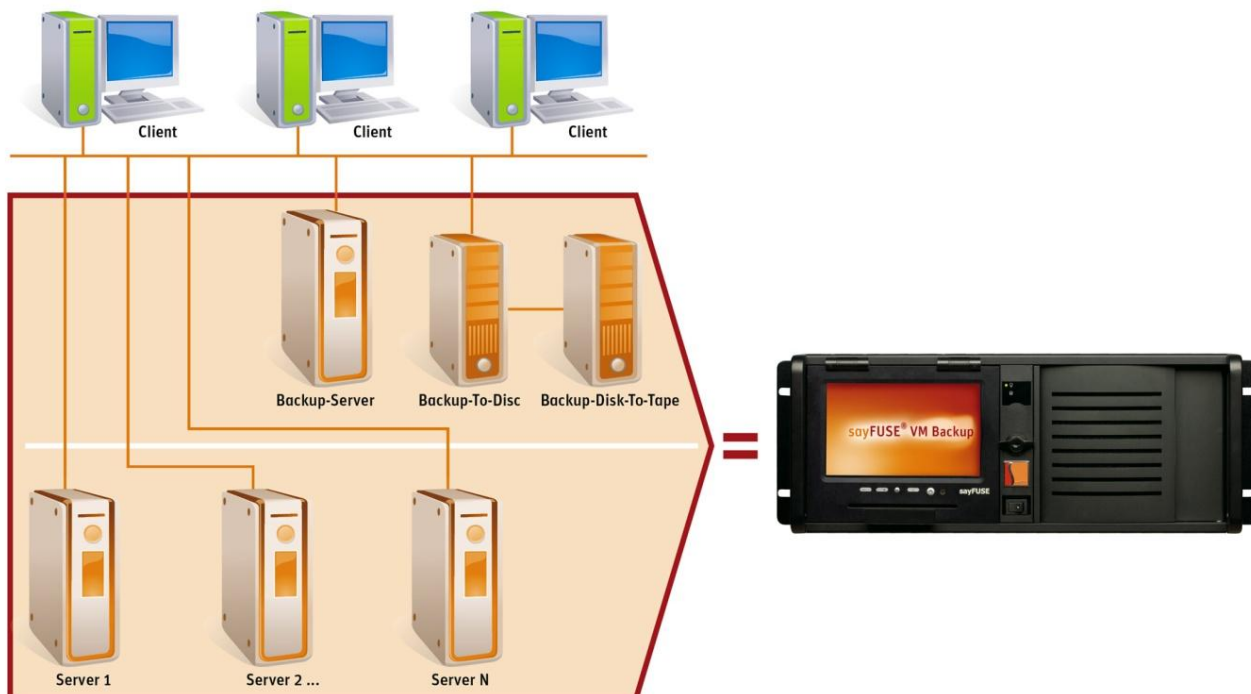 Client
Client
Client
Backup-Server
Backup-To-Disc
Backup-Disk-To-Tape
=
sayFUSE® VM Backup
sayFUSE
Server 1
Server 2 ...
Server N